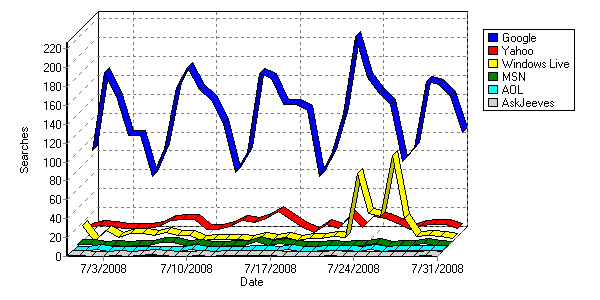 220
200
180
160
140
120
100
80
60
40
20
0
Searches
7/3/2008
7/10/2008
7/17/2008
7/24/2008
7/31/2008
Date
Google
Yahoo
Windows Live
MSN
AOL
AskJeeves